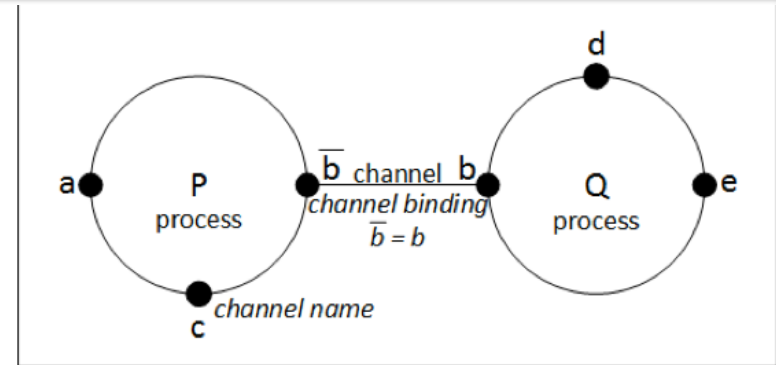 d
a P b̅ channel b Q e
process channel binding process
b̅ = b
channel name
c